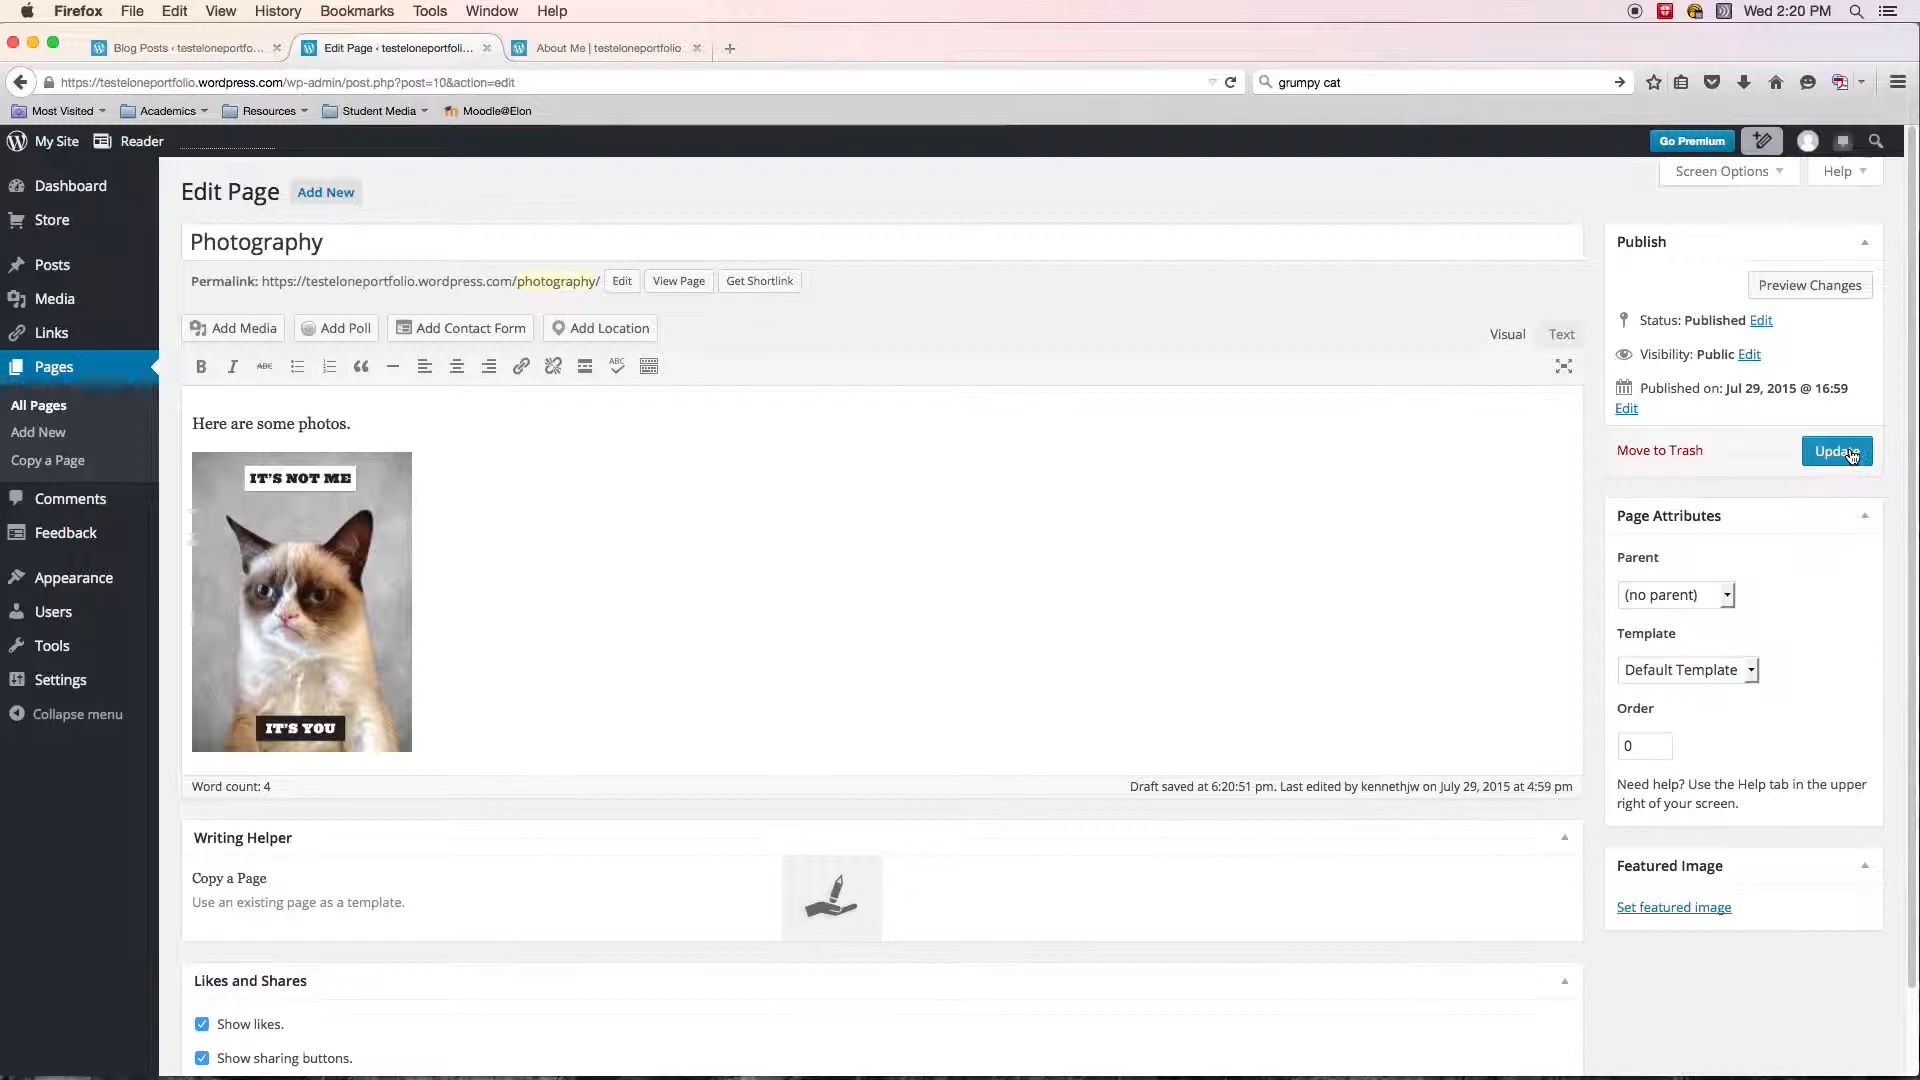 Firefox File Edit View History Bookmarks Tools Window Help Wed 2:20 PM
Blog Posts ‹ testeloneportfo... Edit Page ‹ testeloneportfoli... About Me | testeloneportfolio
https://testeloneportfolio.wordpress.com/wp-admin/post.php?post=10&action=edit grumpy cat
Most Visited Academics Resources Student Media Moodle@Elon
My Site Reader Go Premium
Screen Options Help
Edit Page Add New
Dashboard
Store
Posts
Media
Links
Pages
All Pages
Add New
Copy a Page
Comments
Feedback
Appearance
Users
Tools
Settings
Collapse menu
Photography
Permalink: https://testeloneportfolio.wordpress.com/photography/ Edit View Page Get Shortlink
Add Media Add Poll Add Contact Form Add Location Visual Text
B I ABC ABC
Here are some photos.
IT'S NOT ME
IT'S YOU
Word count: 4 Draft saved at 6:20:51 pm. Last edited by kennethjw on July 29, 2015 at 4:59 pm
Writing Helper
Copy a Page
Use an existing page as a template.
Likes and Shares
Show likes.
Show sharing buttons.
Publish
Preview Changes
Status: Published Edit
Visibility: Public Edit
Published on: Jul 29, 2015 @ 16:59
Edit
Move to Trash Update
Page Attributes
Parent
(no parent)
Template
Default Template
Order
0
Need help? Use the Help tab in the upper
right of your screen.
Featured Image
Set featured image